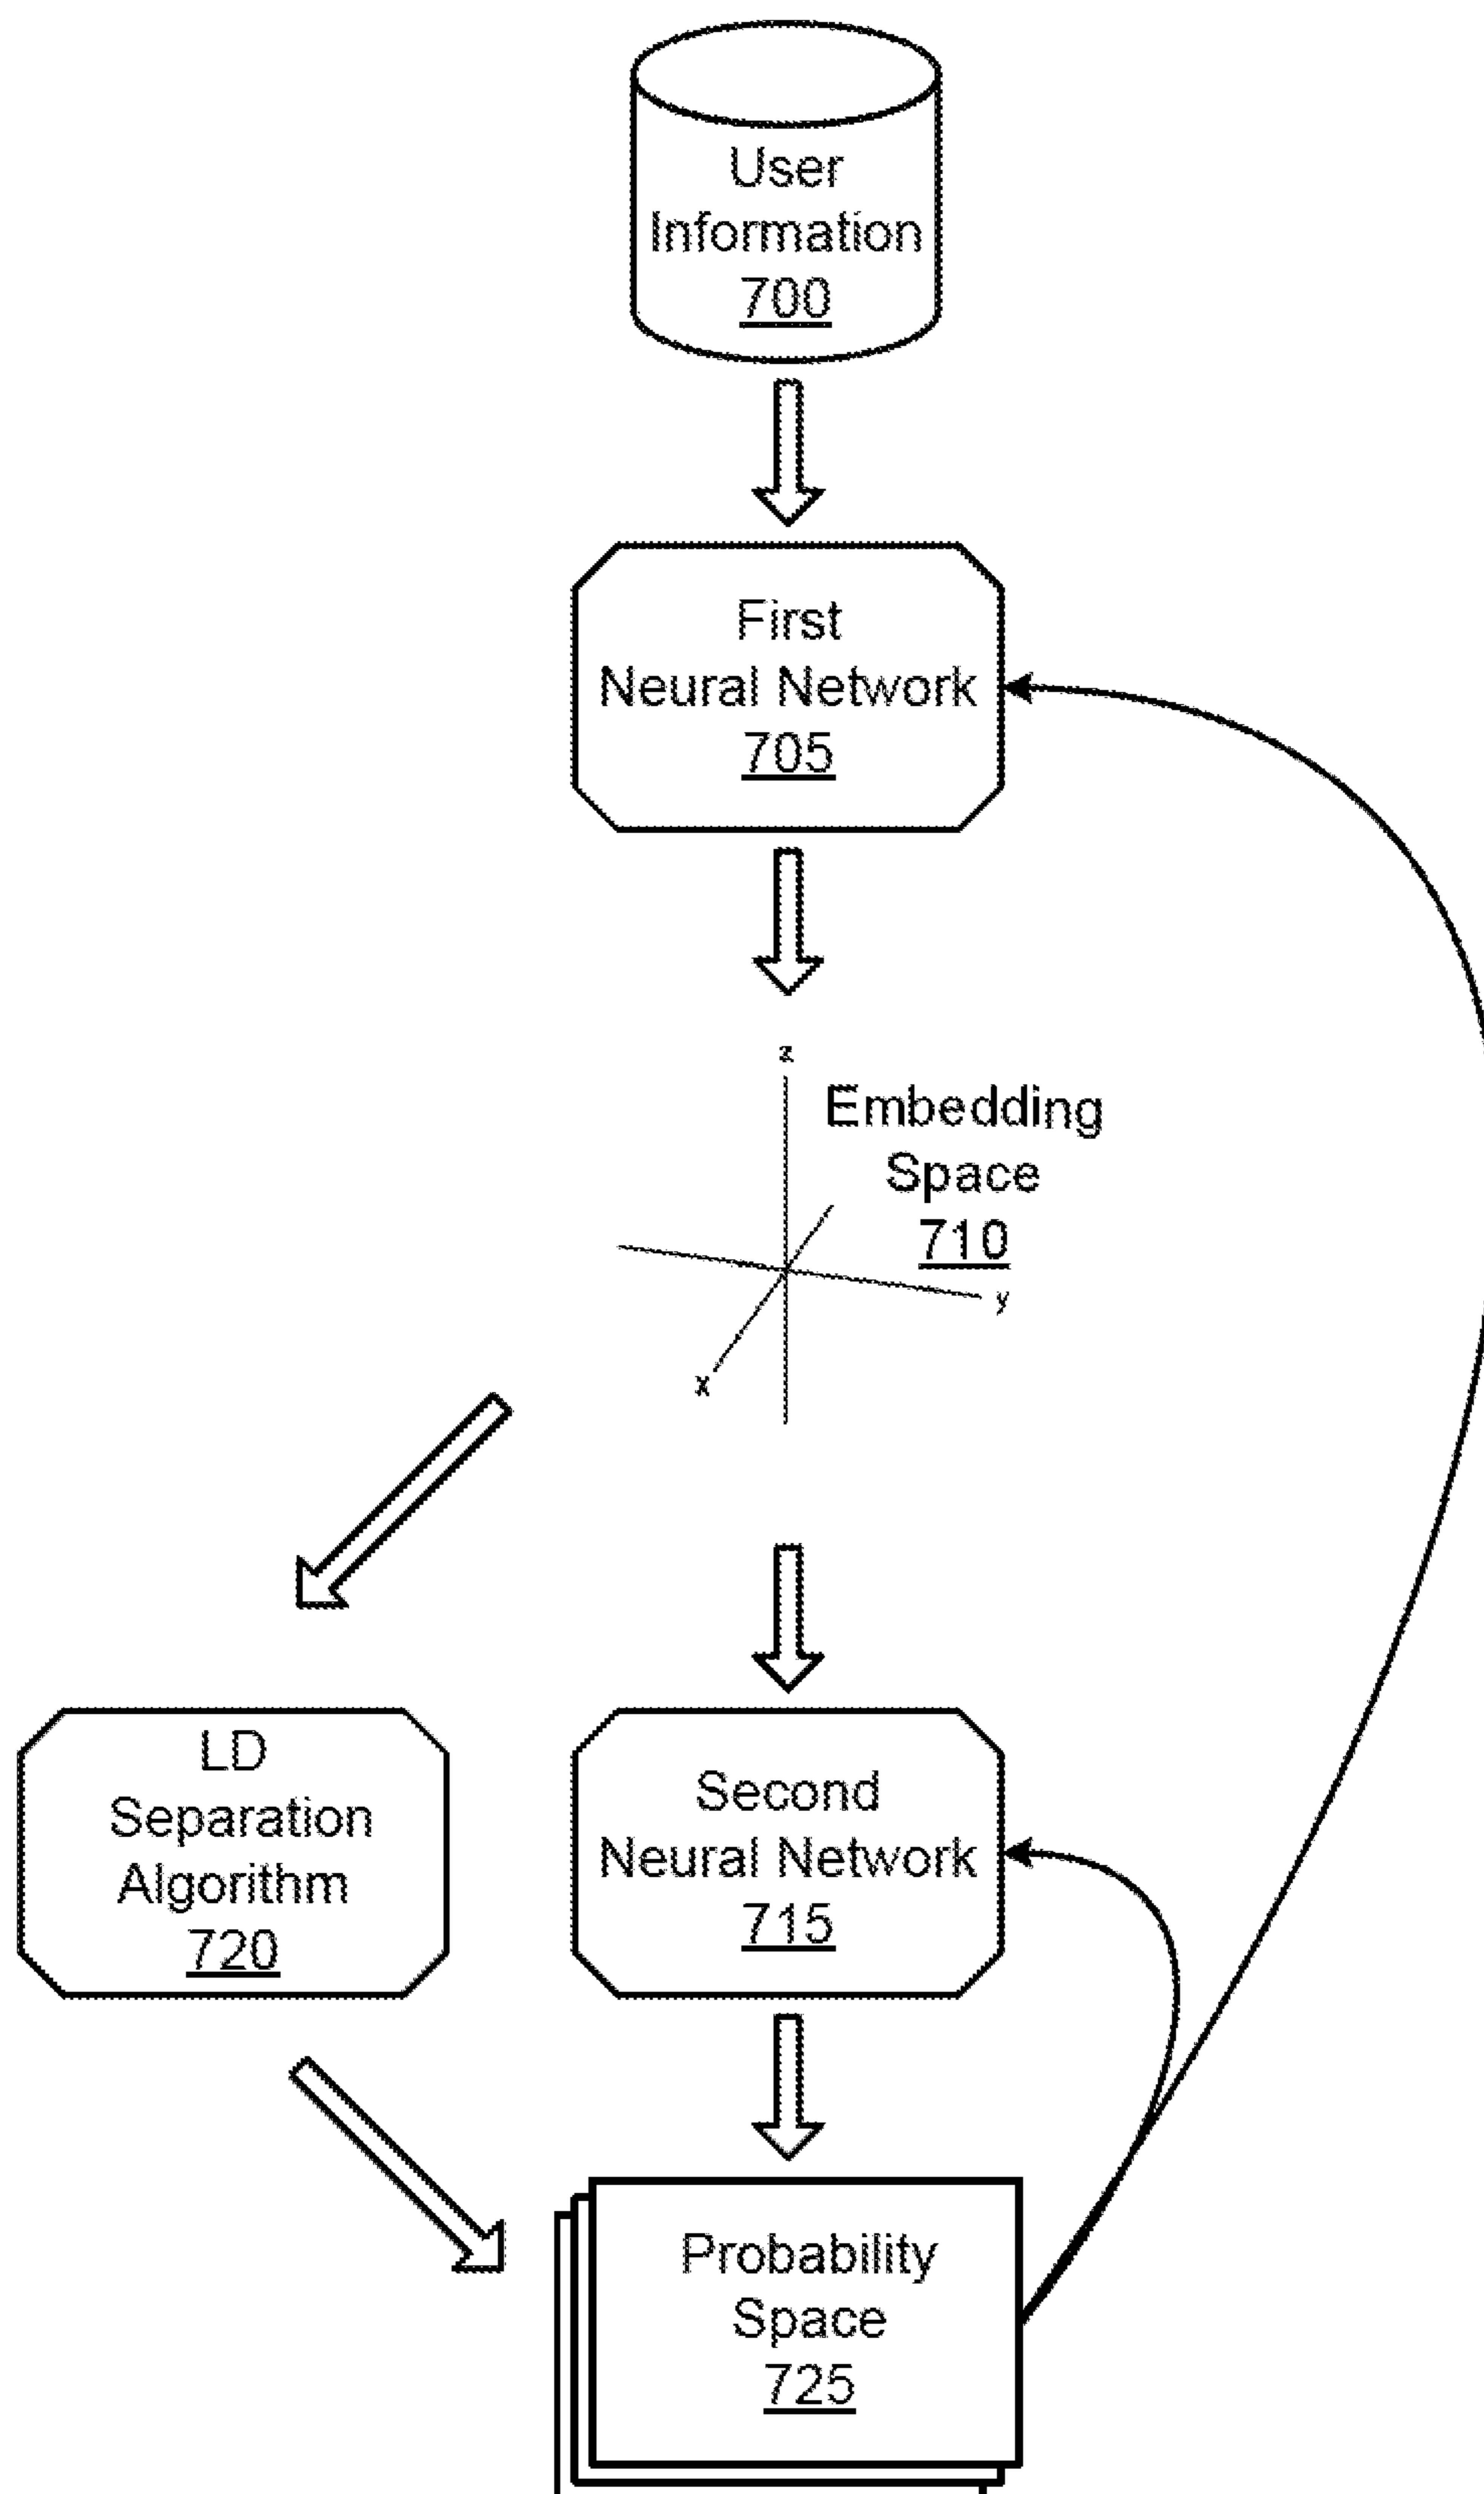 User
Information
700
First
Neural Network
705
z
Embedding
Space
710
y
x
LD
Separation
Algorithm
720
Second
Neural Network
715
Probability
Space
725